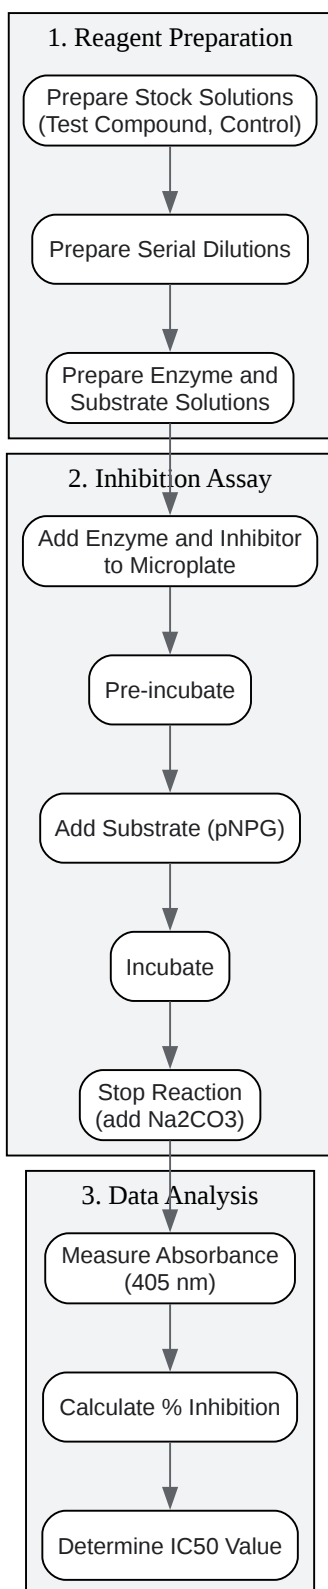 1. Reagent Preparation
Prepare Stock Solutions
(Test Compound, Control)
Prepare Serial Dilutions
Prepare Enzyme and
Substrate Solutions
2. Inhibition Assay
Add Enzyme and Inhibitor
to Microplate
Pre-incubate
Add Substrate (pNPG)
Incubate
Stop Reaction
(add Na2CO3)
3. Data Analysis
Measure Absorbance
(405 nm)
Calculate % Inhibition
Determine IC50 Value